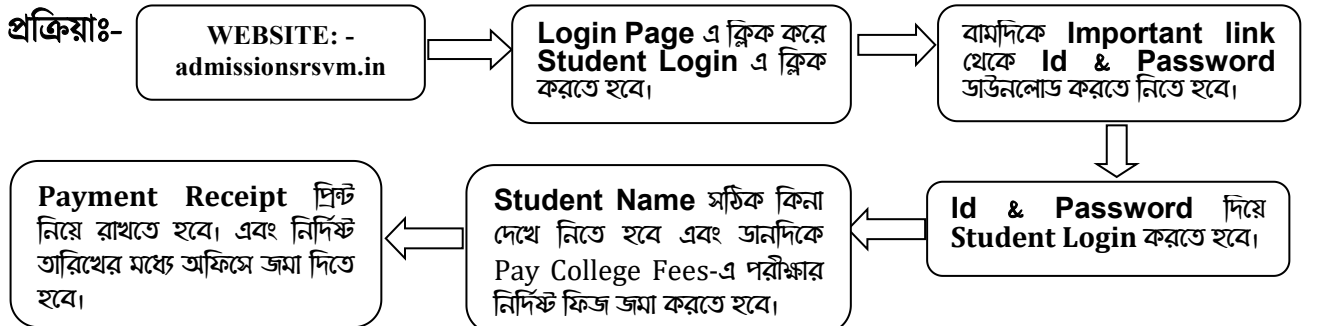 প্রক্রিয়াঃ-
WEBSITE: -
admissionsrsvm.in
Login Page এ ক্লিক করে
Student Login এ ক্লিক
করতে হবে।
বামদিকে Important link
থেকে Id & Password
ডাউনলোড করতে নিতে হবে।
Id & Password দিয়ে
Student Login করতে হবে।
Student Name সঠিক কিনা
দেখে নিতে হবে এবং ডানদিকে
Pay College Fees-এ পরীক্ষার
নির্দিষ্ট ফিজ জমা করতে হবে।
Payment Receipt প্রিন্ট
নিয়ে রাখতে হবে। এবং নির্দিষ্ট
তারিখের মধ্যে অফিসে জমা দিতে
হবে।